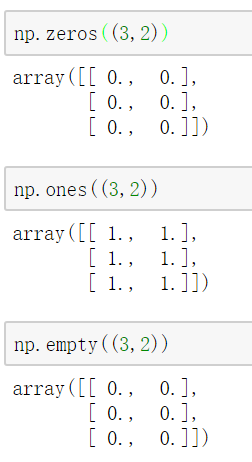 np.zeros((3,2))
array([[ 0.,  0.],
       [ 0.,  0.],
       [ 0.,  0.]])
np.ones((3,2))
array([[ 1.,  1.],
       [ 1.,  1.],
       [ 1.,  1.]])
np.empty((3,2))
array([[ 0.,  0.],
       [ 0.,  0.],
       [ 0.,  0.]])